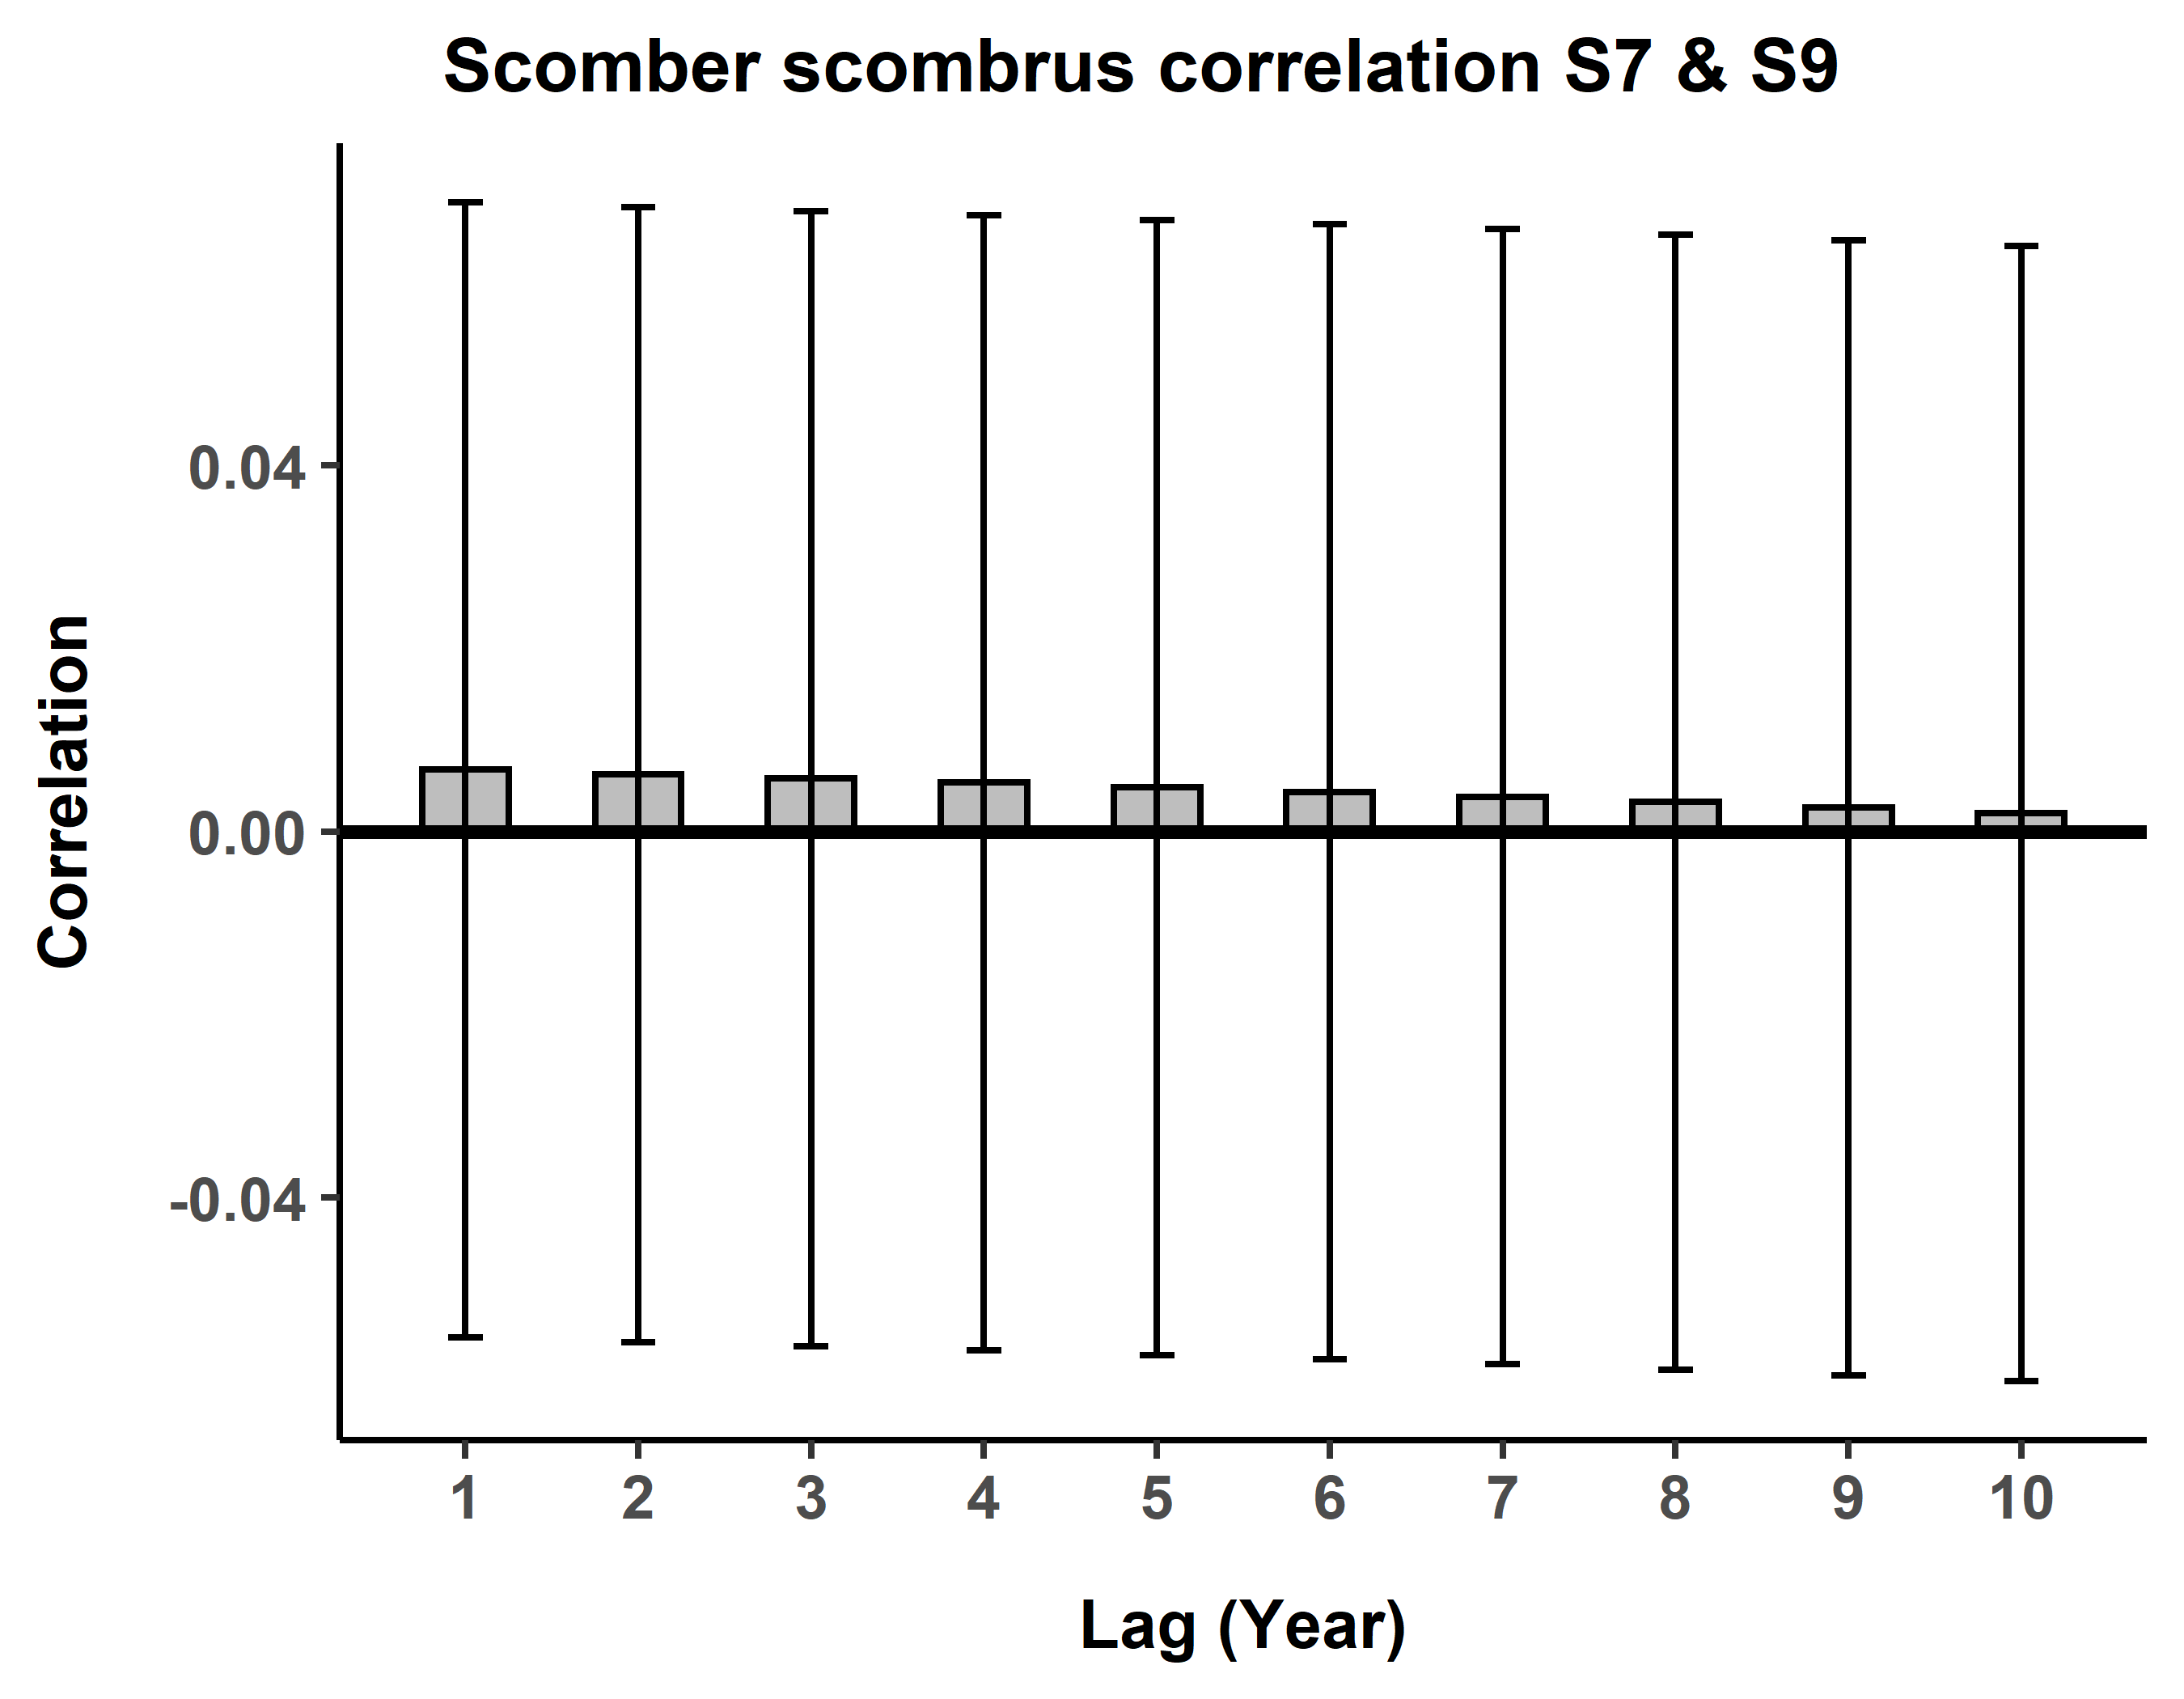 Scomber scombrus correlation S7 & S9
Correlation
0.04
0.00
-0.04
1 2 3 4 5 6 7 8 9 10
Lag (Year)